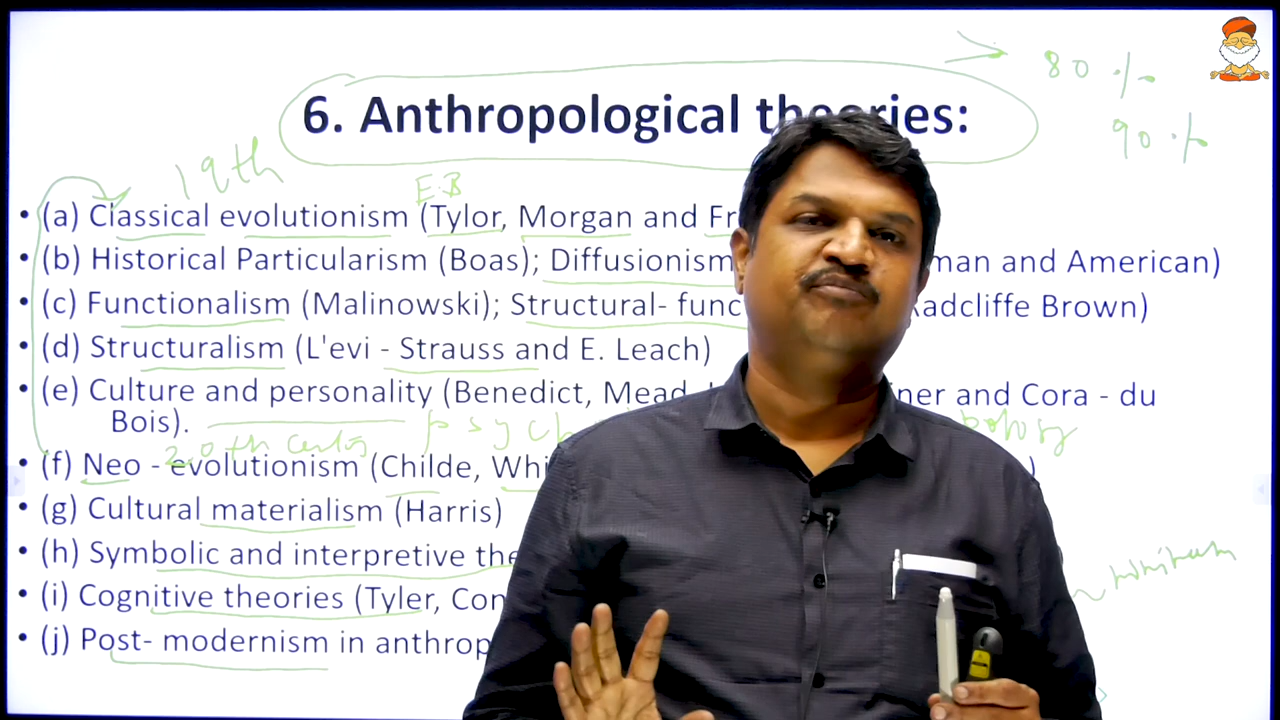 80 %
6. Anthropological theories:
90 %
19th
E.B
• (a) Classical evolutionism (Tylor, Morgan and Fr
• (b) Historical Particularism (Boas); Diffusionism man and American)
• (c) Functionalism (Malinowski); Structural- func Radcliffe Brown)
• (d) Structuralism (L'evi - Strauss and E. Leach)
• (e) Culture and personality (Benedict, Mead, ner and Cora - du
Bois).
20th
psych
• (f) Neo - evolutionism (Childe, Whi )
• (g) Cultural materialism (Harris)
• (h) Symbolic and interpretive the
• (i) Cognitive theories (Tyler, Con
• (j) Post- modernism in anthrop